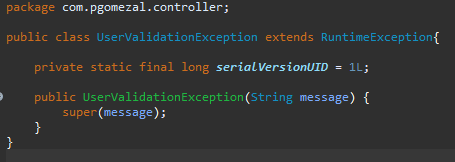 package com.pgomezal.controller;
public class UserValidationException extends RuntimeException{
private static final long serialVersionUID = 1L;
public UserValidationException(String message) {
super(message);
}
}